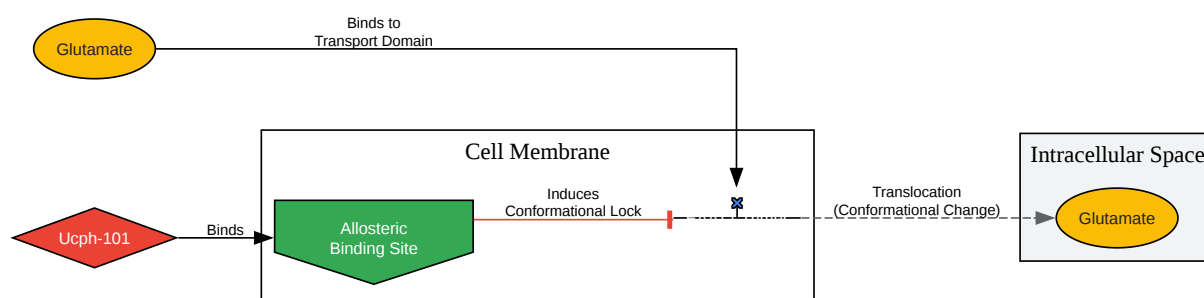 Binds to
Transport Domain
Glutamate
Cell Membrane
Intracellular Space
Induces
Conformational Lock
Translocation
(Conformational Change)
Allosteric
Binding Site
Glutamate
Ucph-101
Binds